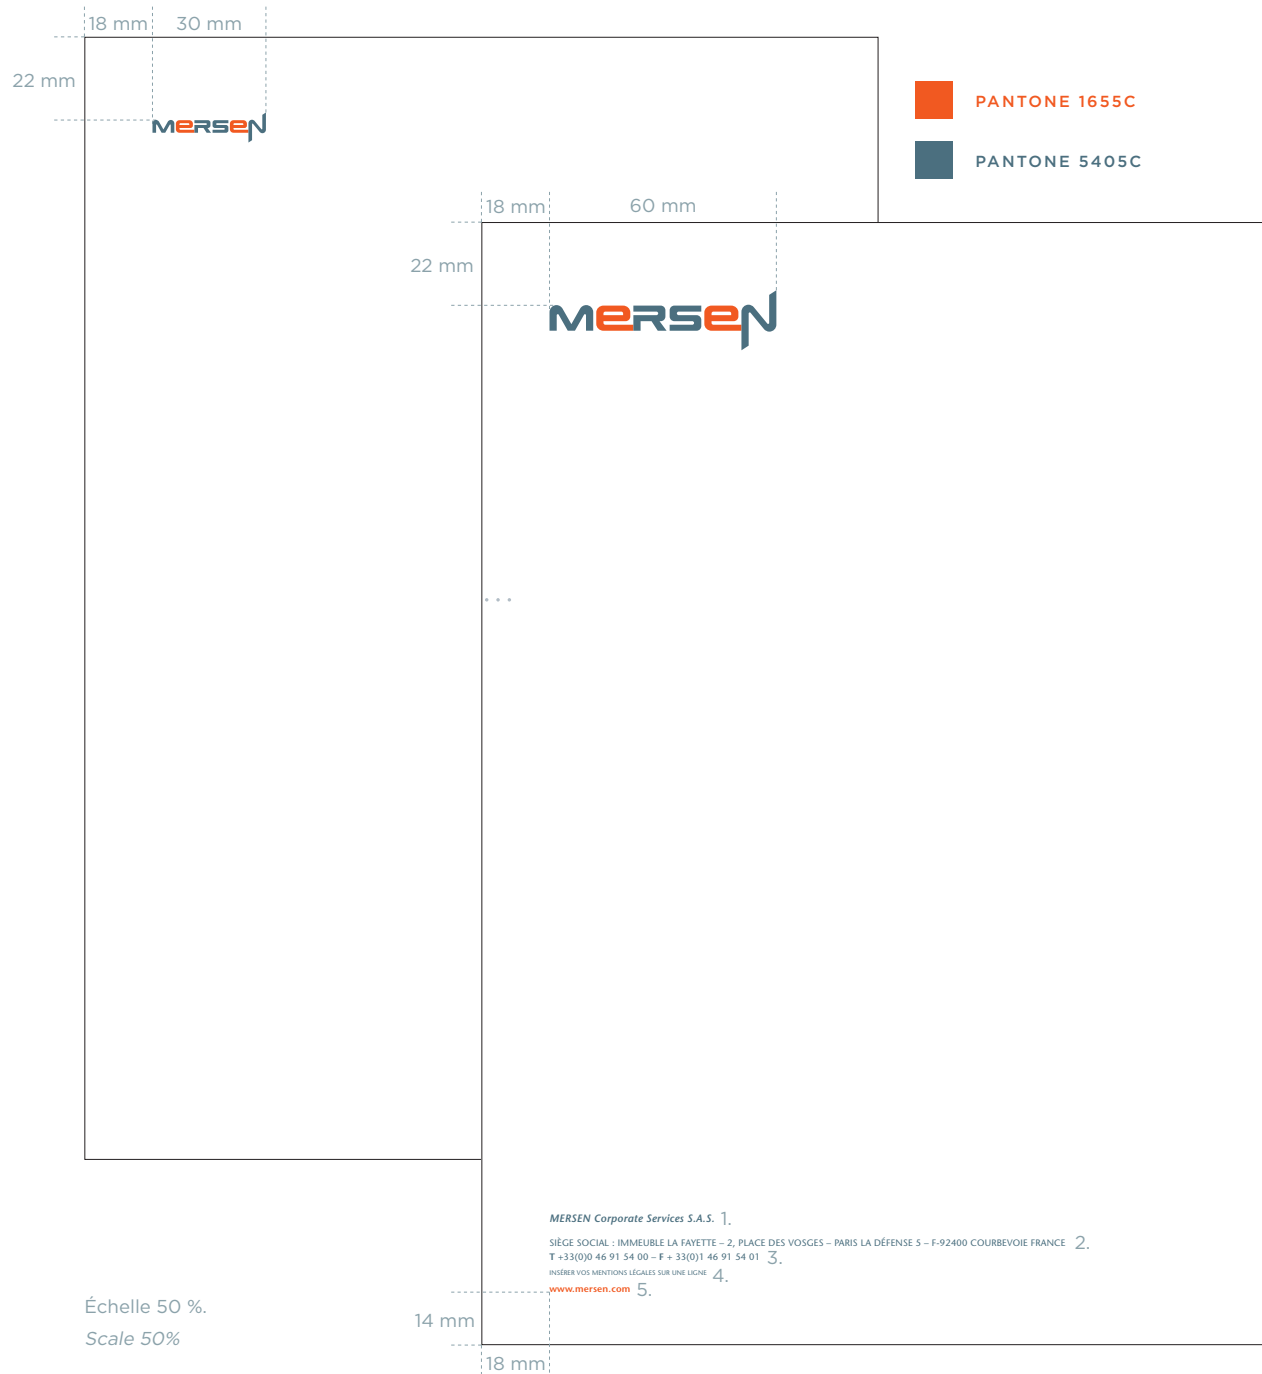 18 mm 30 mm
22 mm
MERSEN
PANTONE 1655C
PANTONE 5405C
18 mm 60 mm
22 mm
MERSEN
MERSEN Corporate Services S.A.S. 1.
SIÈGE SOCIAL : IMMEUBLE LA FAYETTE – 2, PLACE DES VOSGES – PARIS LA DÉFENSE 5 – F-92400 COURBEVOIE FRANCE 2.
T +33(0)0 46 91 54 00 – F + 33(0)1 46 91 54 01 3.
INSÉRER VOS MENTIONS LÉGALES SUR UNE LIGNE 4.
www.mersen.com 5.
Échelle 50 %.
Scale 50%
14 mm
18 mm